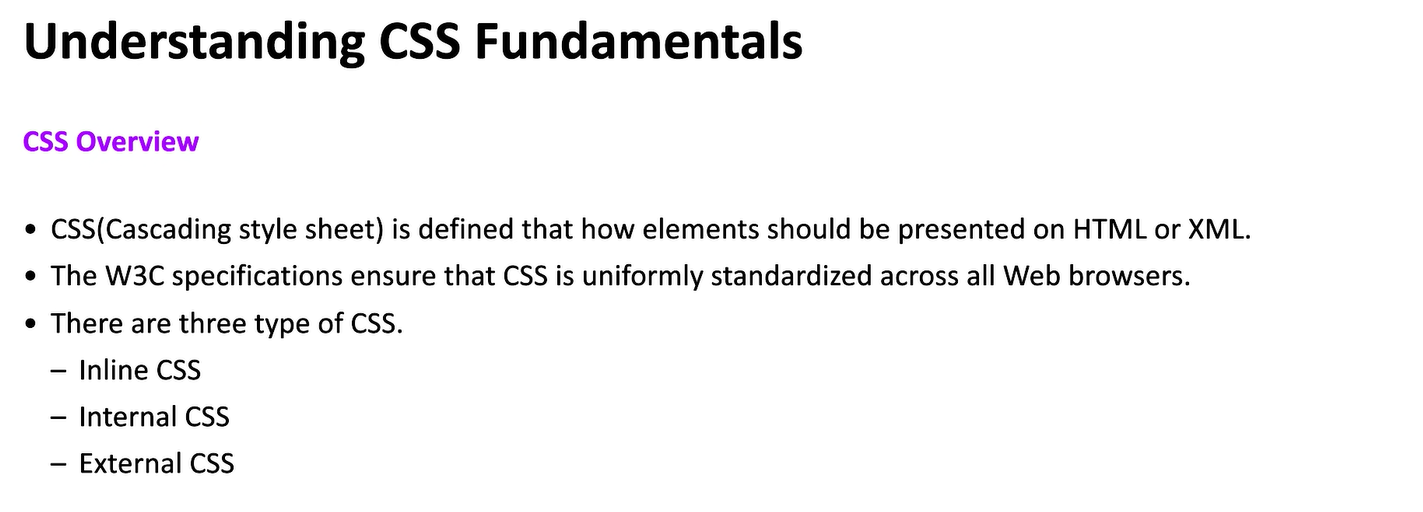 Understanding CSS Fundamentals
CSS Overview
• CSS(Cascading style sheet) is defined that how elements should be presented on HTML or XML.
• The W3C specifications ensure that CSS is uniformly standardized across all Web browsers.
• There are three type of CSS.
– Inline CSS
– Internal CSS
– External CSS